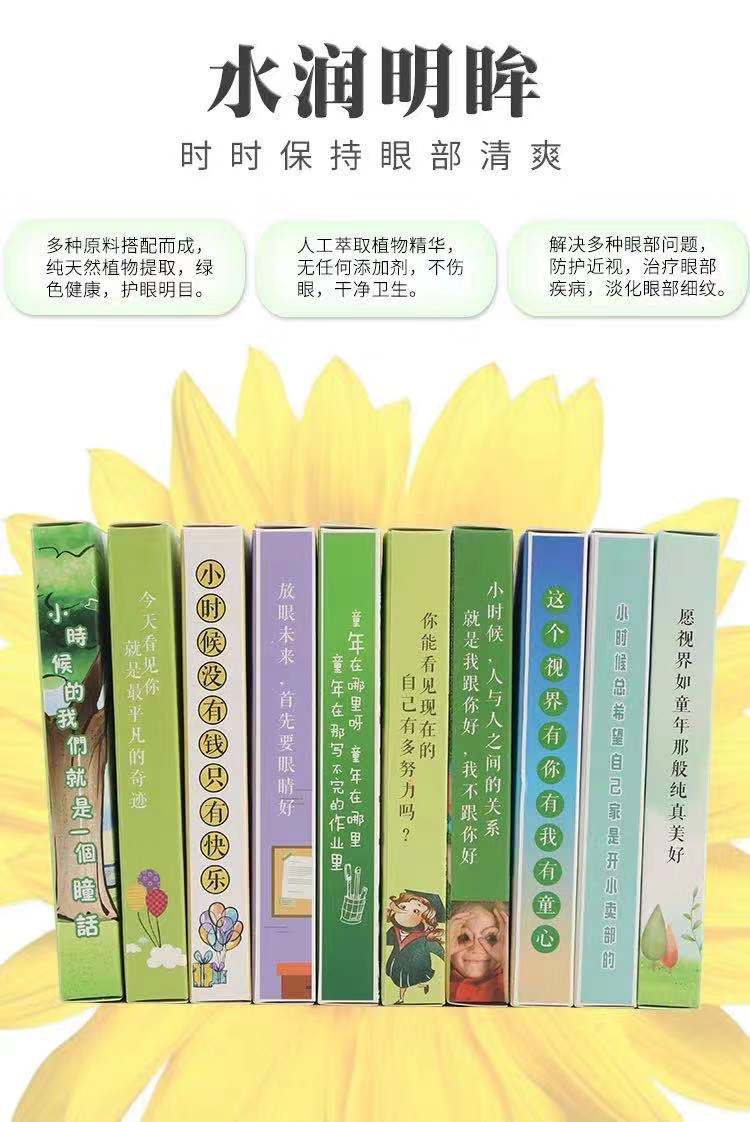 水润明眸
时时保持眼部清爽
多种原料搭配而成，
纯天然植物提取，绿
色健康，护眼明目。
人工萃取植物精华，
无任何添加剂，不伤
眼，干净卫生。
解决多种眼部问题，
防护近视，治疗眼部
疾病，淡化眼部细纹。
小時候的我們就是一個瞳話
今天看见你
就是最平凡的奇迹
小时候没有钱只有快乐
放眼未来，首先要眼睛好
童年在哪里呀 童年在哪里
童年在那写不完的作业里
你能看见现在的
自己有多努力吗？
小时候，人与人之间的关系
就是我跟你好，我不跟你好
这个视界有你有我有童心
小时候总希望自己家是开小卖部的
愿视界如童年那般纯真美好